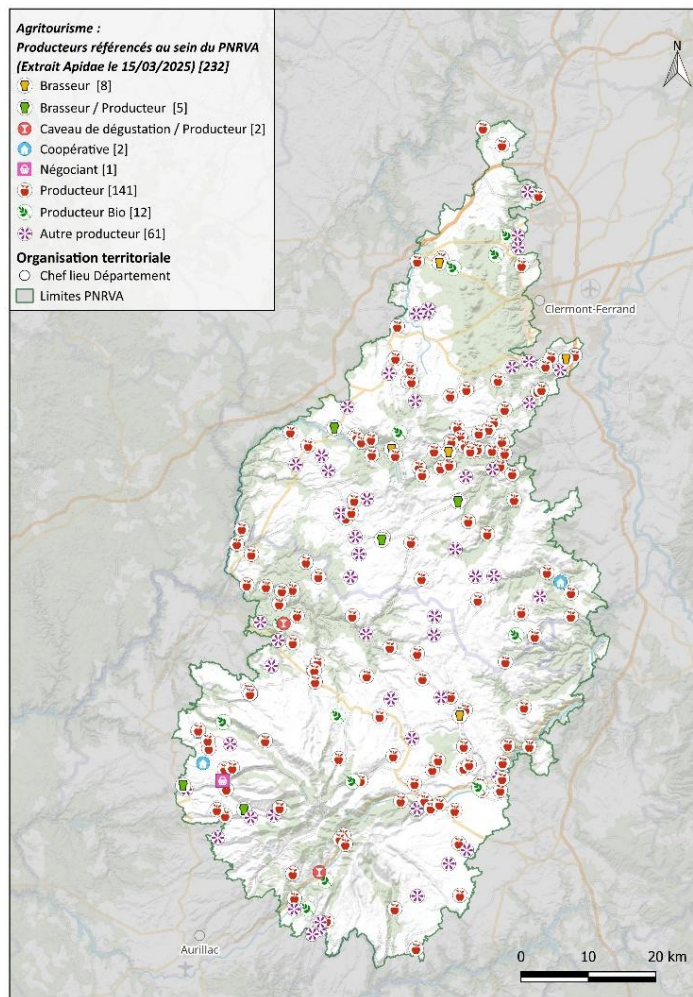 Agritourisme :
Producteurs référencés au sein du PNRVA
(Extrait Apidae le 15/03/2025) [232]
Brasseur [8]
Brasseur / Producteur [5]
Caveau de dégustation / Producteur [2]
Coopérative [2]
Négociant [1]
Producteur [141]
Producteur Bio [12]
Autre producteur [61]
Organisation territoriale
Chef lieu Département
Limites PNRVA
N
Clermont-Ferrand
Aurillac
0 10 20 km